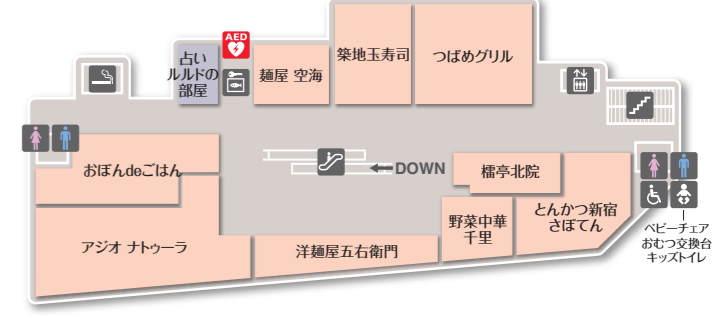 AED
占い
ルルドの
部屋
麺屋 空海
築地玉寿司
つばめグリル
おぼんdeごはん
DOWN
櫺亭北院
アジオ ナトゥーラ
洋麺屋五右衛門
野菜中華
千里
とんかつ新宿
さぼてん
ベビーチェア
おむつ交換台
キッズトイレ